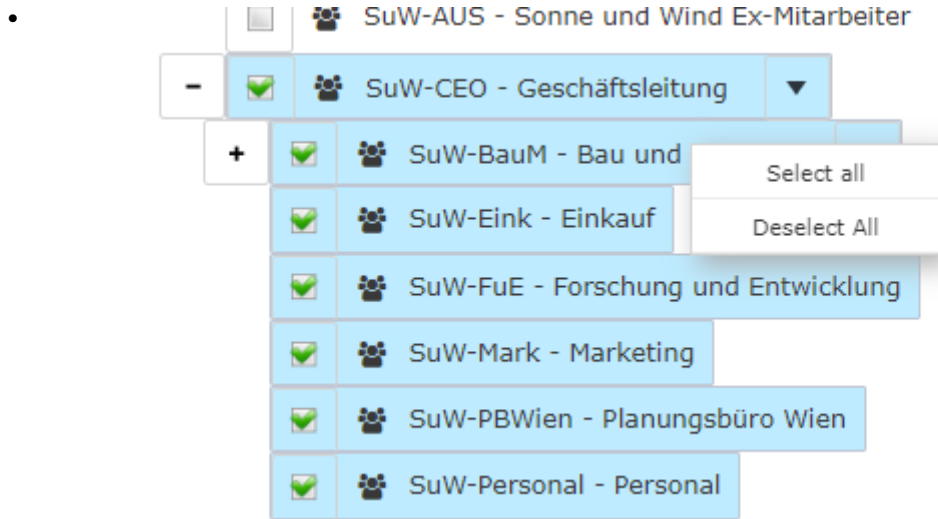 SuW-AUS - Sonne und Wind Ex-Mitarbeiter
SuW-CEO - Geschäftsleitung
SuW-BauM - Bau und
Select all
Deselect All
SuW-Eink - Einkauf
SuW-FuE - Forschung und Entwicklung
SuW-Mark - Marketing
SuW-PBWien - Planungsbüro Wien
SuW-Personal - Personal